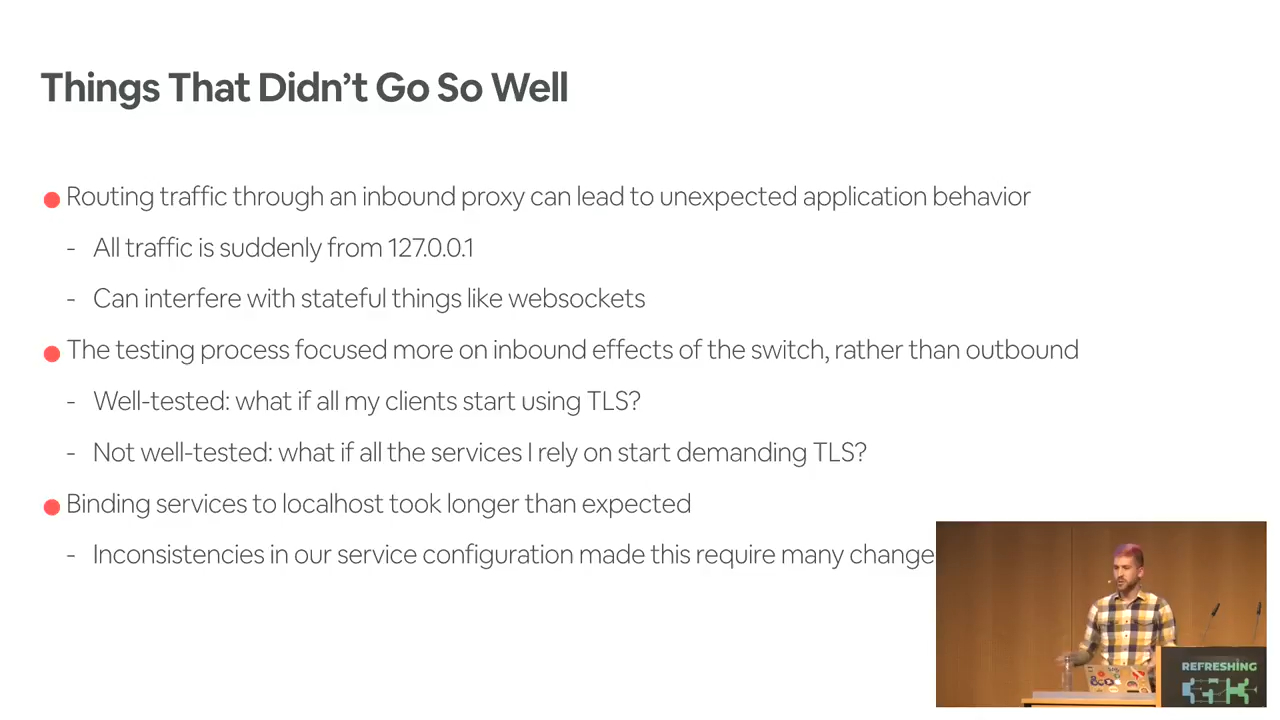 Things That Didn't Go So Well
● Routing traffic through an inbound proxy can lead to unexpected application behavior
- All traffic is suddenly from 127.0.0.1
- Can interfere with stateful things like websockets
● The testing process focused more on inbound effects of the switch, rather than outbound
- Well-tested: what if all my clients start using TLS?
- Not well-tested: what if all the services I rely on start demanding TLS?
● Binding services to localhost took longer than expected
- Inconsistencies in our service configuration made this require many change
REFRESHING